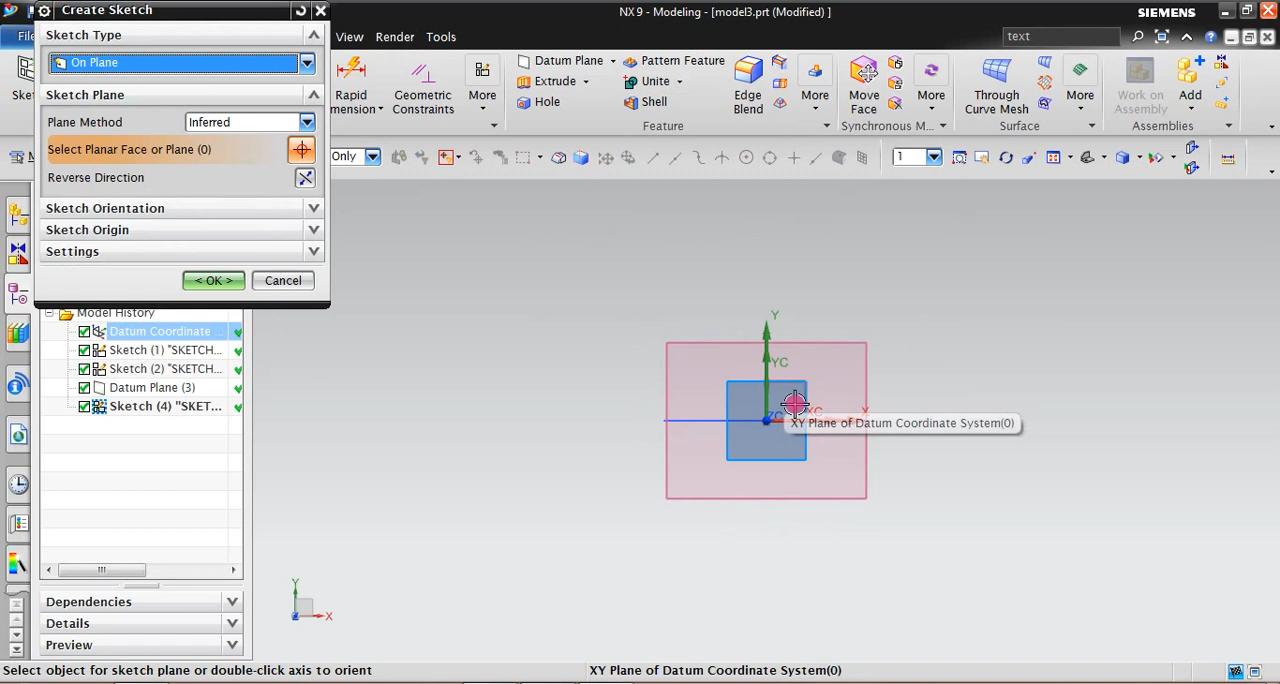 Create Sketch
NX 9 - Modeling - [model3.prt (Modified) ]
SIEMENS
Sketch Type
View
Render
Tools
text
On Plane
Sketch Plane
Plane Method
Inferred
Select Planar Face or Plane (0)
Reverse Direction
Sketch Orientation
Sketch Origin
Settings
< OK >
Cancel
Rapid
Geometric
Constraints
More
Datum Plane
Extrude
Hole
Pattern Feature
Unite
Shell
Edge
Blend
More
Feature
Move
Face
More
Synchronous M...
Through
Curve Mesh
More
Surface
Work on
Assembly
Add
Assemblies
Only
1
Model History
Datum Coordinate
Sketch (1) "SKETCH...
Sketch (2) "SKETCH...
Datum Plane (3)
Sketch (4) "SKET...
Y
YC
ZC
XC
X
XY Plane of Datum Coordinate System(0)
Y
X
Dependencies
Details
Preview
Select object for sketch plane or double-click axis to orient
XY Plane of Datum Coordinate System(0)